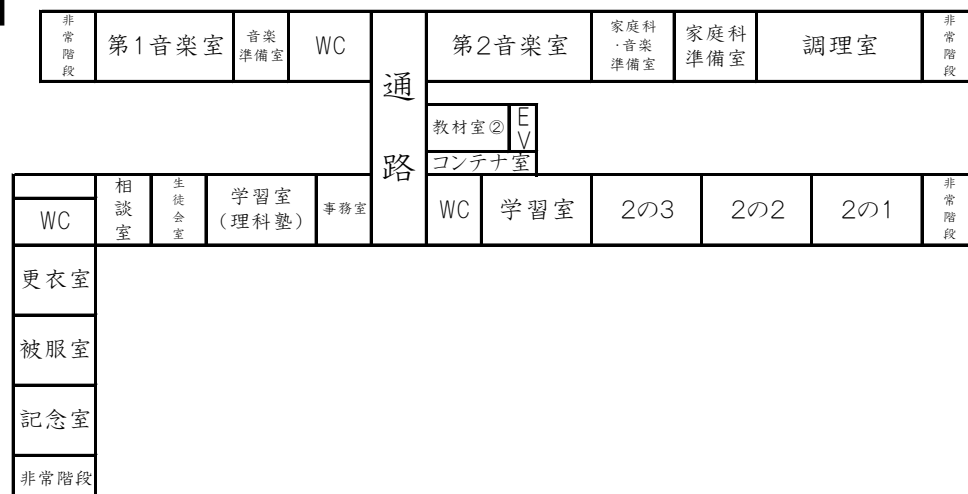 非常階段
第1音楽室
音楽
準備室
WC
通路
第2音楽室
家庭科
・音楽
準備室
家庭科
準備室
調理室
非常階段
教材室②
EV
コンテナ室
WC
相談室
生徒会室
学習室
(理科塾)
事務室
WC
学習室
2の3
2の2
2の1
非常階段
更衣室
被服室
記念室
非常階段